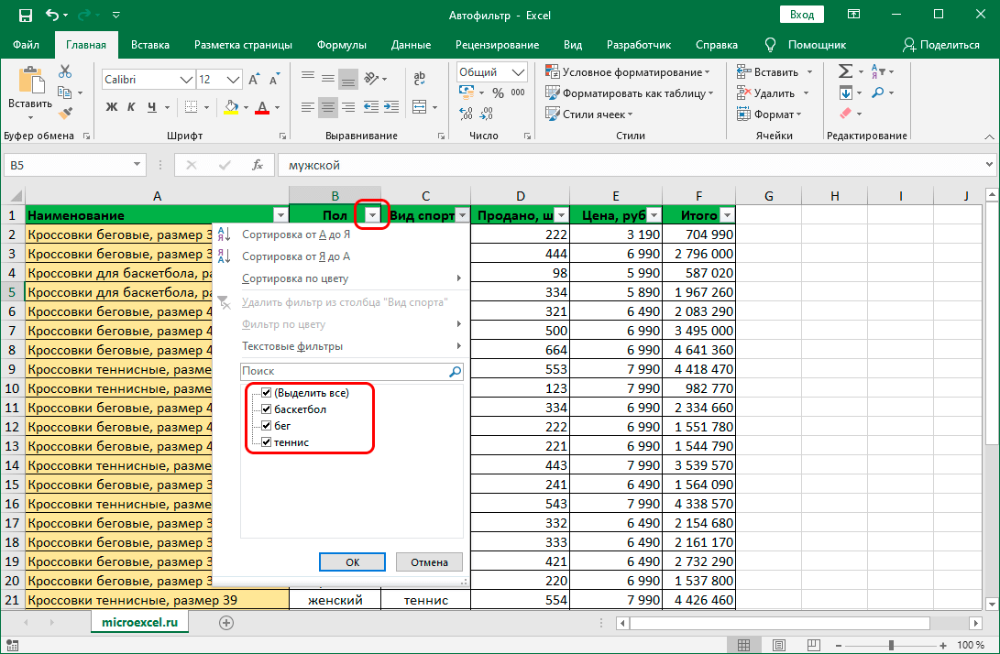 Автофильтр - Excel
Вход
Файл Главная Вставка Разметка страницы Формулы Данные Рецензирование Вид Разработчик Справка Помощник Поделиться
Вставить
Calibri 12
Ж К Ч
Общий
% 000
Условное форматирование
Форматировать как таблицу
Стили ячеек
Вставить
Удалить
Формат
Буфер обмена Шрифт Выравнивание Число Стили Ячейки Редактирование
B5 fx мужской
A B C D E F G H I J
1 Наименование Пол Вид спорт Продано, ш Цена, руб Итого
2 Кроссовки беговые, размер 3 222 3 190 704 990
3 Кроссовки беговые, размер 3 444 6 990 2 796 000
4 Кроссовки для баскетбола, ра 98 5 990 587 020
5 Кроссовки для баскетбола, ра 334 5 890 1 967 260
6 Кроссовки беговые, размер 4 321 6 490 2 083 290
7 Кроссовки беговые, размер 4 500 6 990 3 495 000
8 Кроссовки беговые, размер 4 664 6 990 4 641 360
9 Кроссовки теннисные, разме 553 7 990 4 418 470
10 Кроссовки теннисные, разме 123 7 990 982 770
11 Кроссовки беговые, размер 4 334 6 990 2 334 660
12 Кроссовки беговые, размер 4 222 6 990 1 551 780
13 Кроссовки беговые, размер 4 221 6 990 1 544 790
14 Кроссовки теннисные, разме 443 7 990 3 539 570
15 Кроссовки беговые, размер 3 241 6 490 1 564 090
16 Кроссовки теннисные, разме 543 7 990 4 338 570
17 Кроссовки беговые, размер 3 332 6 490 2 154 680
18 Кроссовки беговые, размер 3 333 6 490 2 161 170
19 Кроссовки беговые, размер 3 421 6 490 2 732 290
20 Кроссовки беговые, размер 3 220 6 990 1 537 800
21 Кроссовки теннисные, размер 39 женский теннис 554 7 990 4 426 460
Сортировка от А до Я
Сортировка от Я до А
Сортировка по цвету
Удалить фильтр из столбца "Вид спорта"
Фильтр по цвету
Текстовые фильтры
Поиск
(Выделить все)
баскетбол
бег
теннис
ОК Отмена
microexcel.ru
100 %